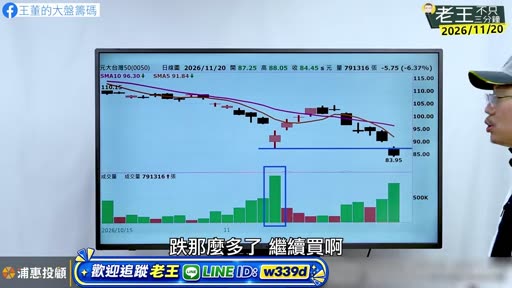 王董的大盤籌碼
老王不只三分鐘
2026/11/20
元大台灣50(0050) 日線圖 2026/11/20 開 87.25 高 88.05 收 84.45 s 元 量 791316 張 -5.75 (-6.37%)
SMA10 96.30 SMA5 91.84
115.00
110.15
110.00
105.00
100.00
95.00
90.00
85.00
83.95
成交量 成交量 791316 張
500K
2026/10/15
11
跌那麼多了 繼續買啊
浦惠投顧
歡迎追蹤 老王 LINE ID: w339d